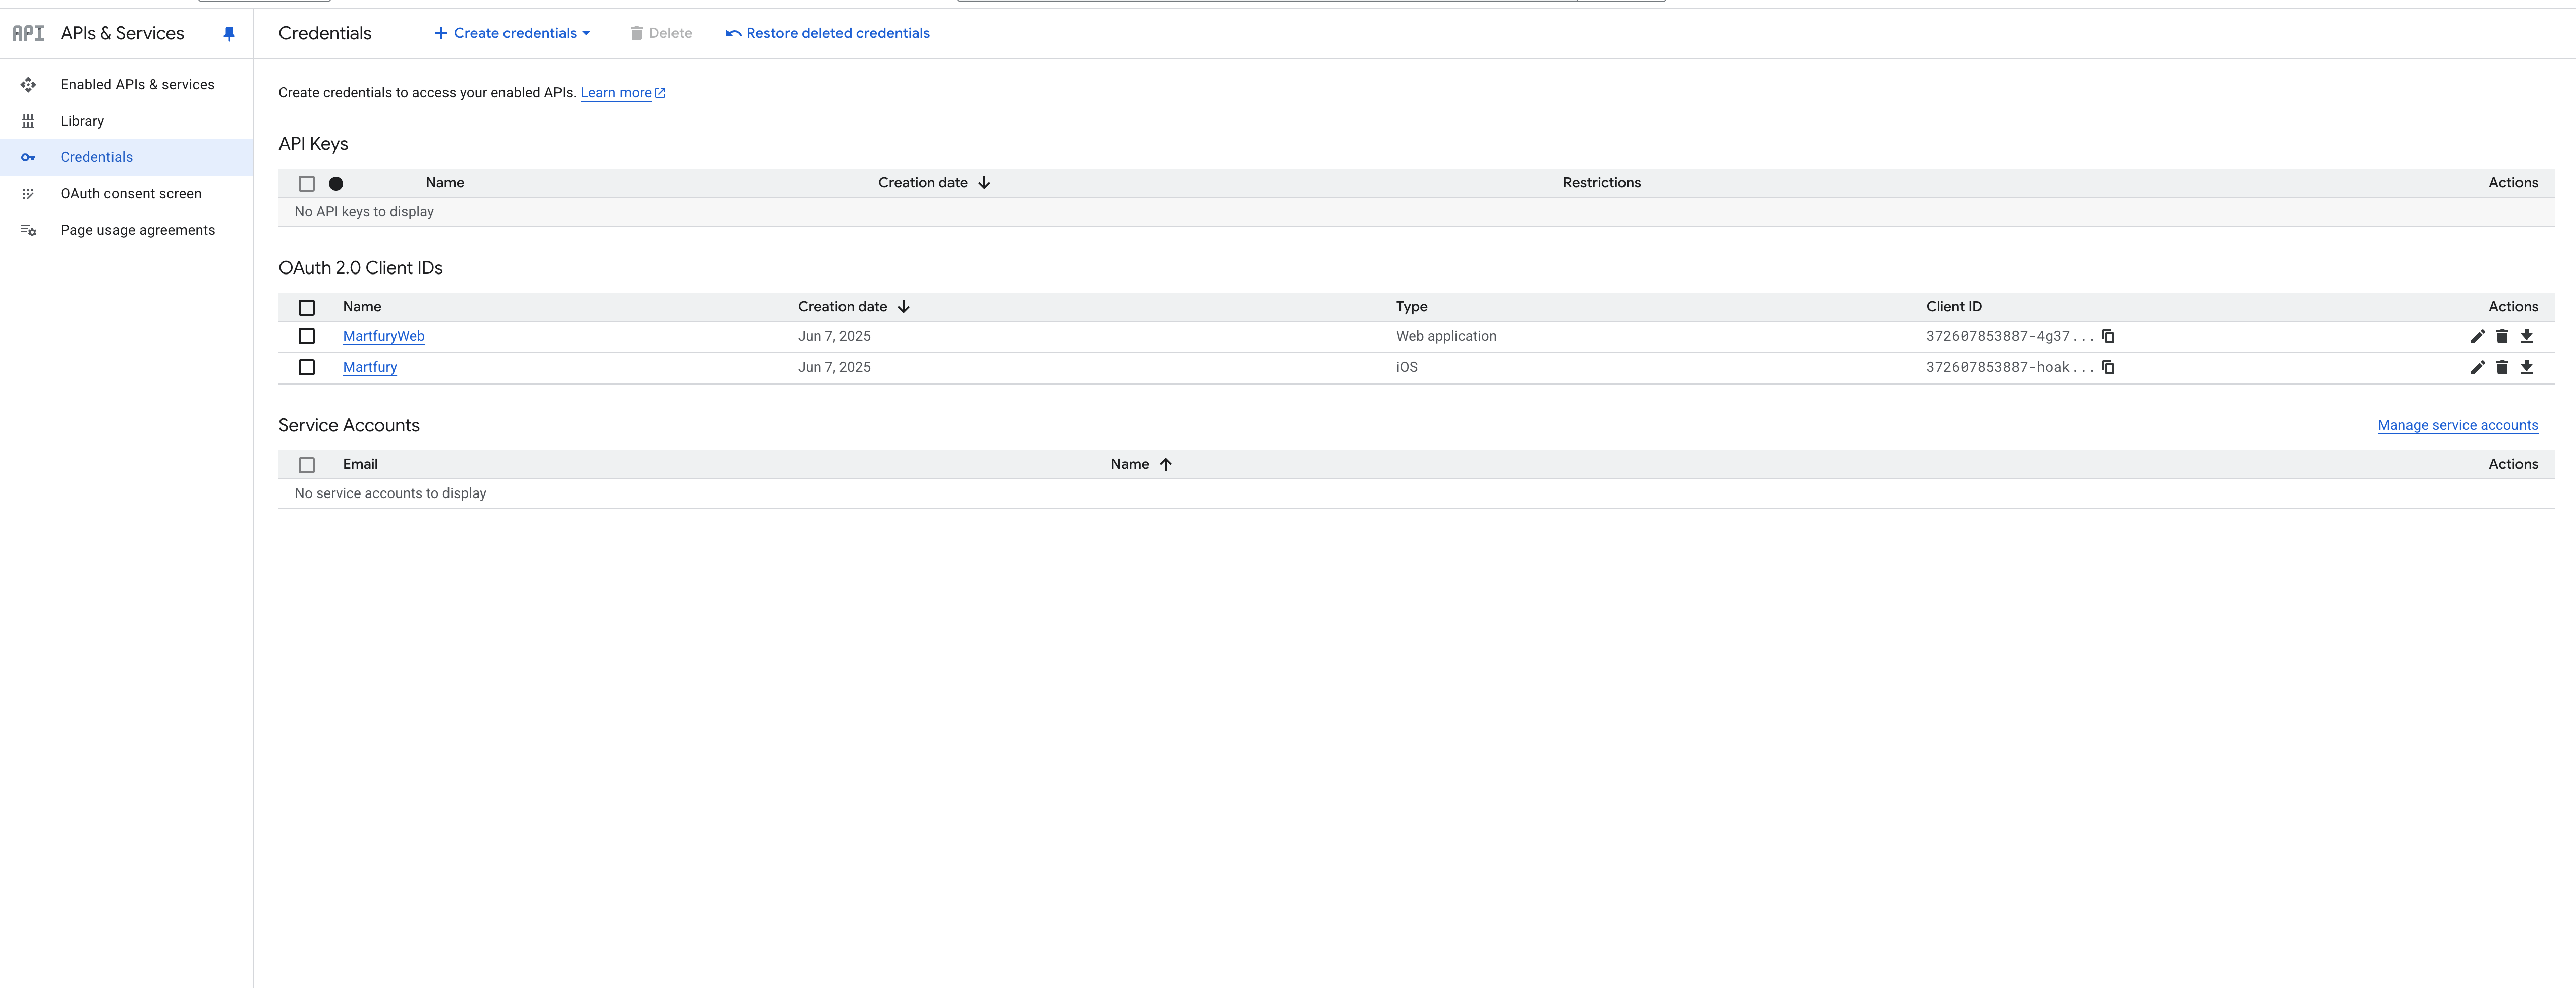 API APIs & Services
Enabled APIs & services
Library
Credentials
OAuth consent screen
Page usage agreements
Credentials Create credentials Delete Restore deleted credentials
Create credentials to access your enabled APIs. Learn more
API Keys
Name Creation date Restrictions Actions
No API keys to display
OAuth 2.0 Client IDs
Name Creation date Type Client ID Actions
MartfuryWeb Jun 7, 2025 Web application 372607853887-4g37...
Martfury Jun 7, 2025 iOS 372607853887-hoak...
Service Accounts Manage service accounts
Email Name Actions
No service accounts to display